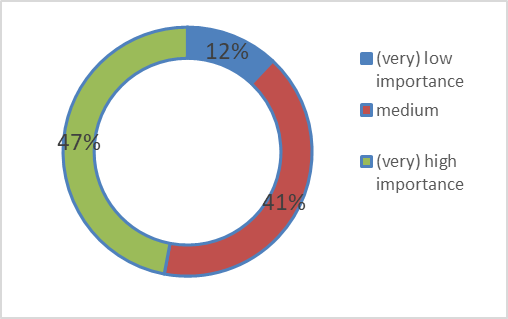 12%
47%
41%
(very) low
importance
medium
(very) high
importance